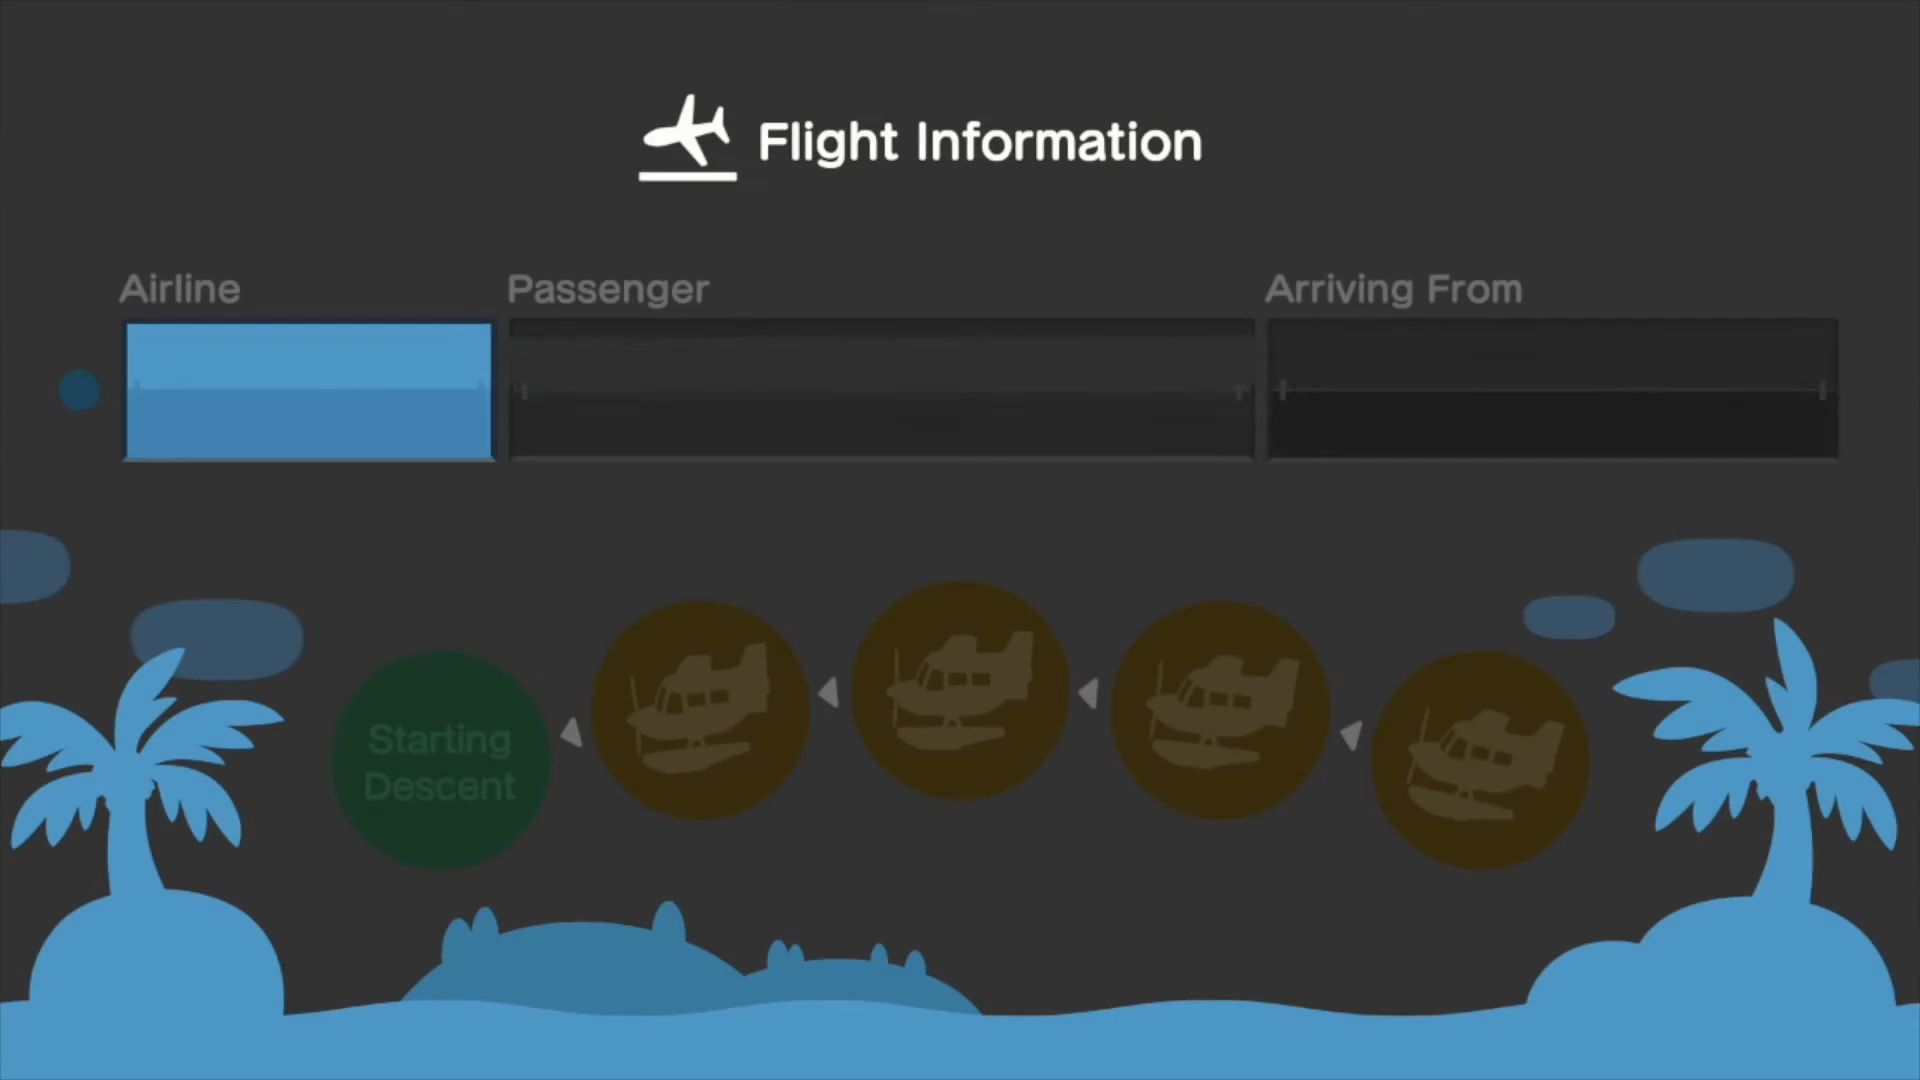 Flight Information
Airline
Passenger
Arriving From
Starting
Descent